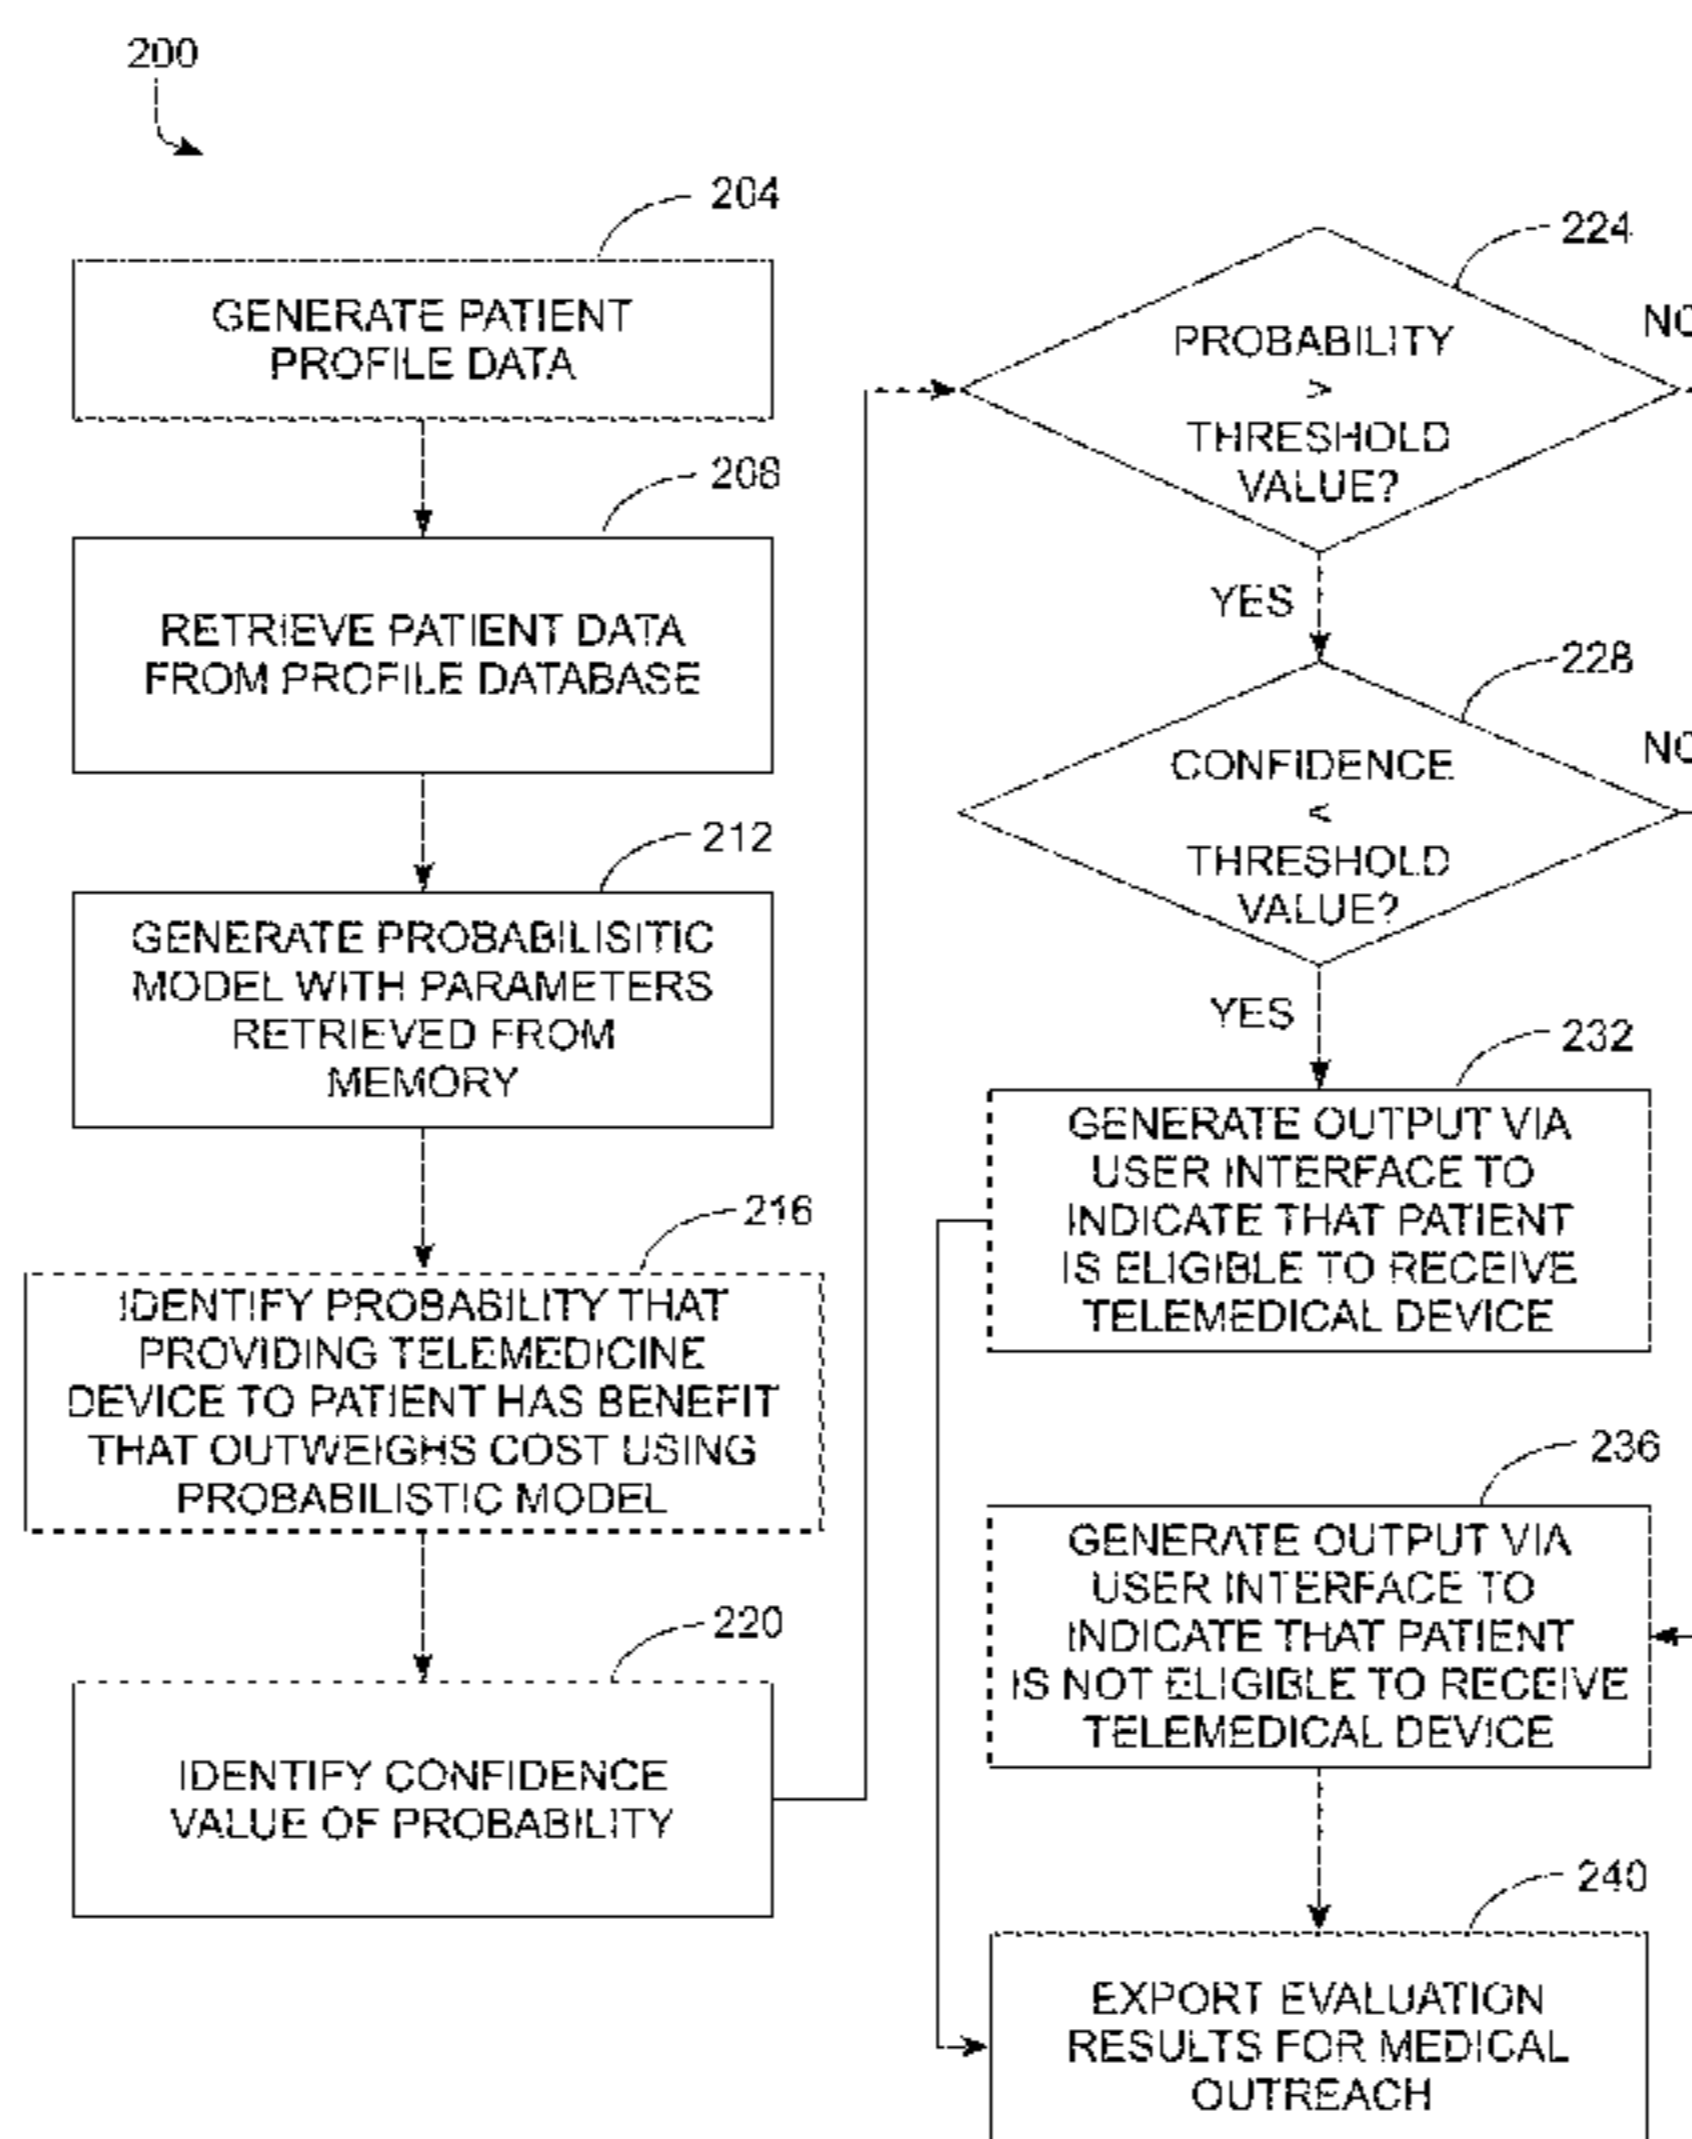 200
204
GENERATE PATIENT
PROFILE DATA
208
RETRIEVE PATIENT DATA
FROM PROFILE DATABASE
212
GENERATE PROBABILISITIC
MODEL WITH PARAMETERS
RETRIEVED FROM
MEMORY
216
IDENTIFY PROBABILITY THAT
PROVIDING TELEMEDICINE
DEVICE TO PATIENT HAS BENEFIT
THAT OUTWEIGHS COST USING
PROBABILISTIC MODEL
220
IDENTIFY CONFIDENCE
VALUE OF PROBABILITY
224
PROBABILITY
>
THRESHOLD
VALUE?
NO
YES
228
CONFIDENCE
<
THRESHOLD
VALUE?
NO
YES
232
GENERATE OUTPUT VIA
USER INTERFACE TO
INDICATE THAT PATIENT
IS ELIGIBLE TO RECEIVE
TELEMEDICAL DEVICE
236
GENERATE OUTPUT VIA
USER INTERFACE TO
INDICATE THAT PATIENT
IS NOT ELIGIBLE TO RECEIVE
TELEMEDICAL DEVICE
240
EXPORT EVALUATION
RESULTS FOR MEDICAL
OUTREACH